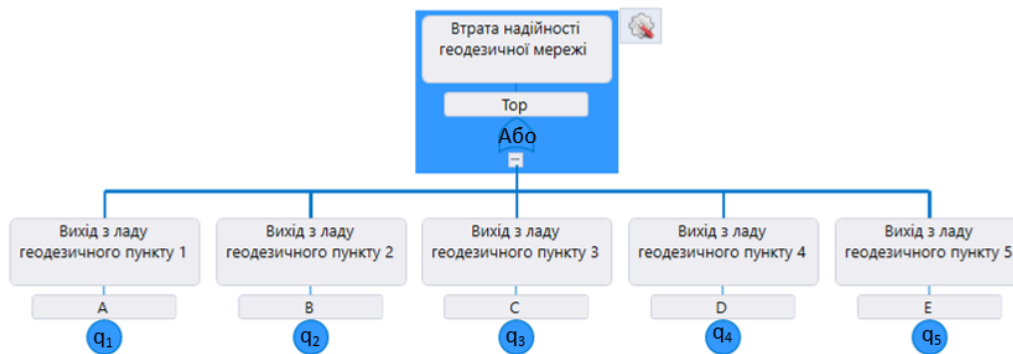 Втрата надійності
геодезичної мережі
Top
Або
Вихід з ладу
геодезичного пункту 1
Вихід з ладу
геодезичного пункту 2
Вихід з ладу
геодезичного пункту 3
Вихід з ладу
геодезичного пункту 4
Вихід з ладу
геодезичного пункту 5
A
B
C
D
E
q₁
q₂
q₃
q₄
q₅